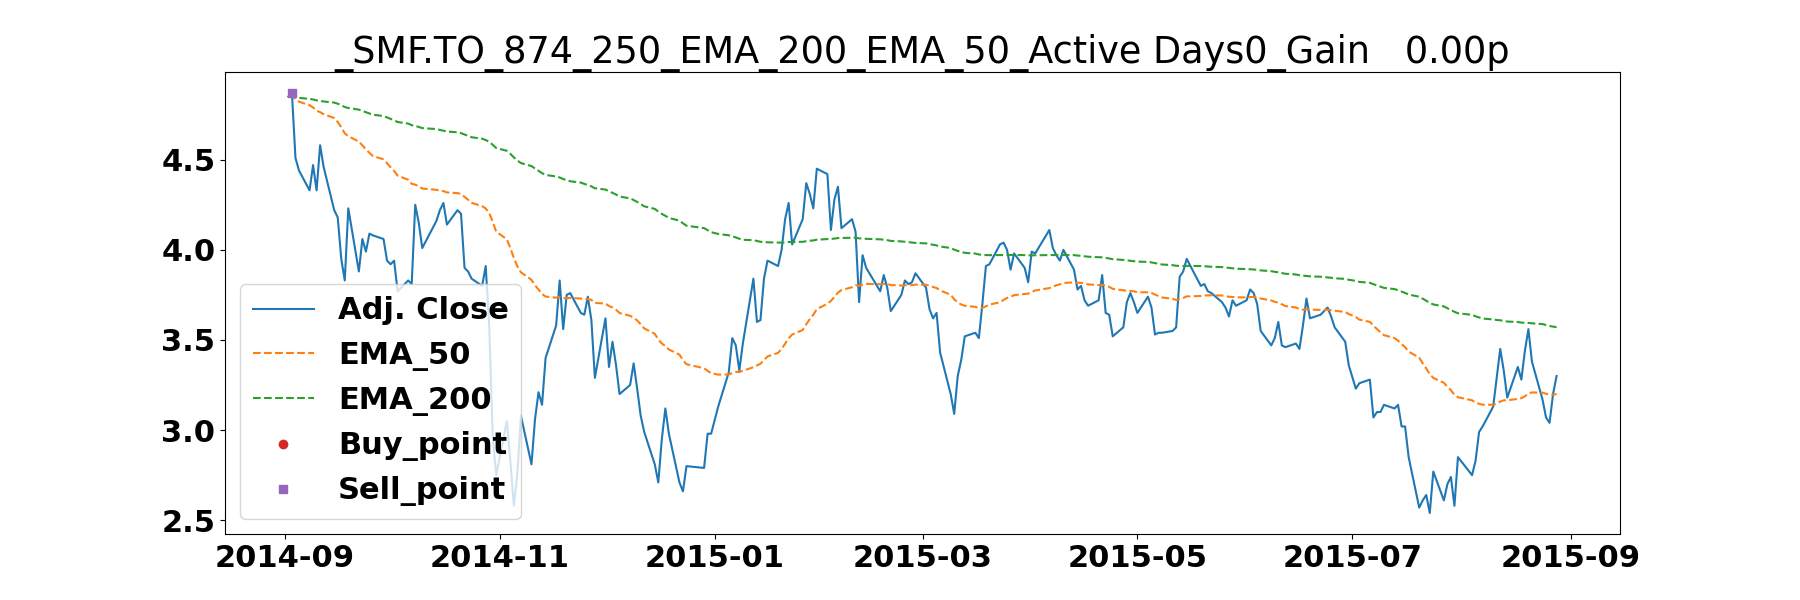 _SMF.TO_874_250_EMA_200_EMA_50_Active Days0_Gain   0.00p
4.5
4.0
3.5
3.0
2.5
Adj. Close
EMA_50
EMA_200
Buy_point
Sell_point
2014-09 2014-11 2015-01 2015-03 2015-05 2015-07 2015-09